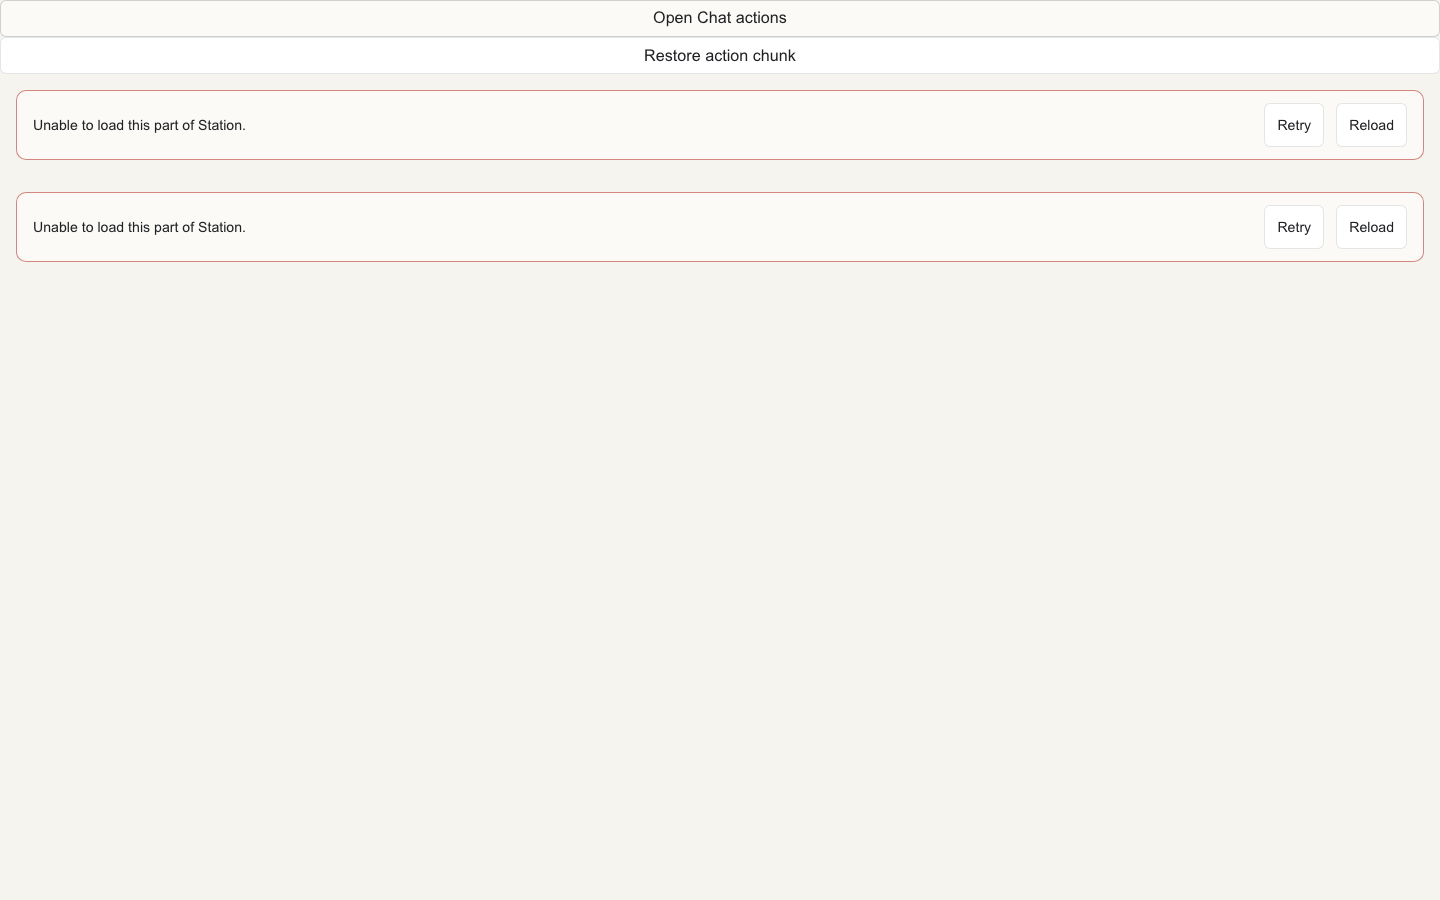 Open Chat actions
Restore action chunk
Unable to load this part of Station. Retry Reload
Unable to load this part of Station. Retry Reload